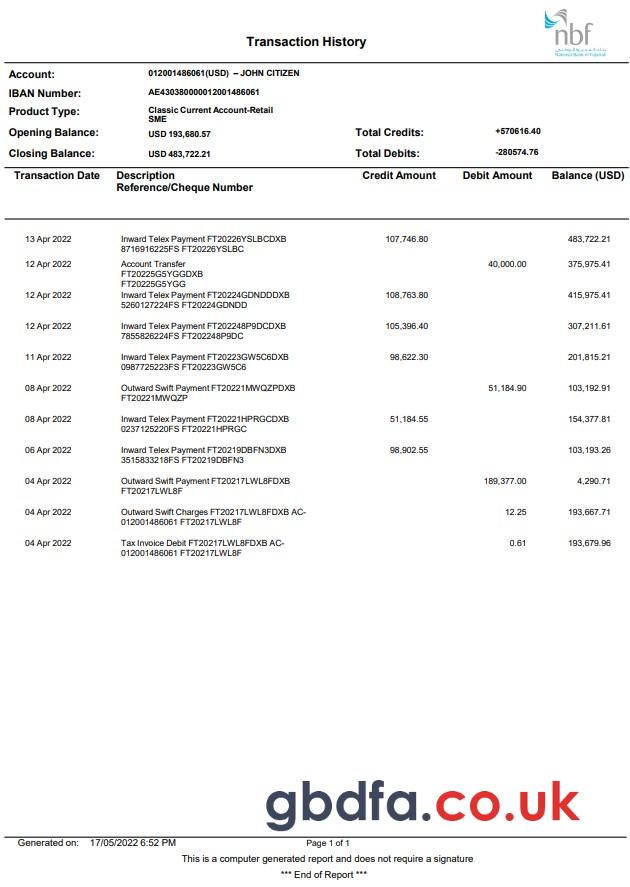 nbf
National Bank of Fujairah
Transaction History
Account: 012001486061(USD) – JOHN CITIZEN
IBAN Number: AE430380000012001486061
Product Type: Classic Current Account-Retail
SME
Opening Balance: USD 193,680.57 Total Credits: +570616.40
Closing Balance: USD 483,722.21 Total Debits: -280574.76
Transaction Date Description Credit Amount Debit Amount Balance (USD)
Reference/Cheque Number
13 Apr 2022 Inward Telex Payment FT20226YSLBCDXB 107,746.80 483,722.21
8716916225FS FT20226YSLBC
12 Apr 2022 Account Transfer 40,000.00 375,975.41
FT20225G5YGGDXB
FT20225G5YGG
12 Apr 2022 Inward Telex Payment FT20224GDNDDDXB 108,763.80 415,975.41
5260127224FS FT20224GDNDD
12 Apr 2022 Inward Telex Payment FT202248P9DCDXB 105,396.40 307,211.61
7855826224FS FT202248P9DC
11 Apr 2022 Inward Telex Payment FT20223GW5C6DXB 98,622.30 201,815.21
0987725223FS FT20223GW5C6
08 Apr 2022 Outward Swift Payment FT20221MWQZPDXB 51,184.90 103,192.91
FT20221MWQZP
08 Apr 2022 Inward Telex Payment FT20221HPRGCDXB 51,184.55 154,377.81
0237125220FS FT20221HPRGC
06 Apr 2022 Inward Telex Payment FT20219DBFN3DXB 98,902.55 103,193.26
3515833218FS FT20219DBFN3
04 Apr 2022 Outward Swift Payment FT20217LWL8FDXB 189,377.00 4,290.71
FT20217LWL8F
04 Apr 2022 Outward Swift Charges FT20217LWL8FDXB AC- 12.25 193,667.71
012001486061 FT20217LWL8F
04 Apr 2022 Tax Invoice Debit FT20217LWL8FDXB AC- 0.61 193,679.96
012001486061 FT20217LWL8F
gbdfa.co.uk
Generated on: 17/05/2022 6:52 PM Page 1 of 1
This is a computer generated report and does not require a signature
*** End of Report ***